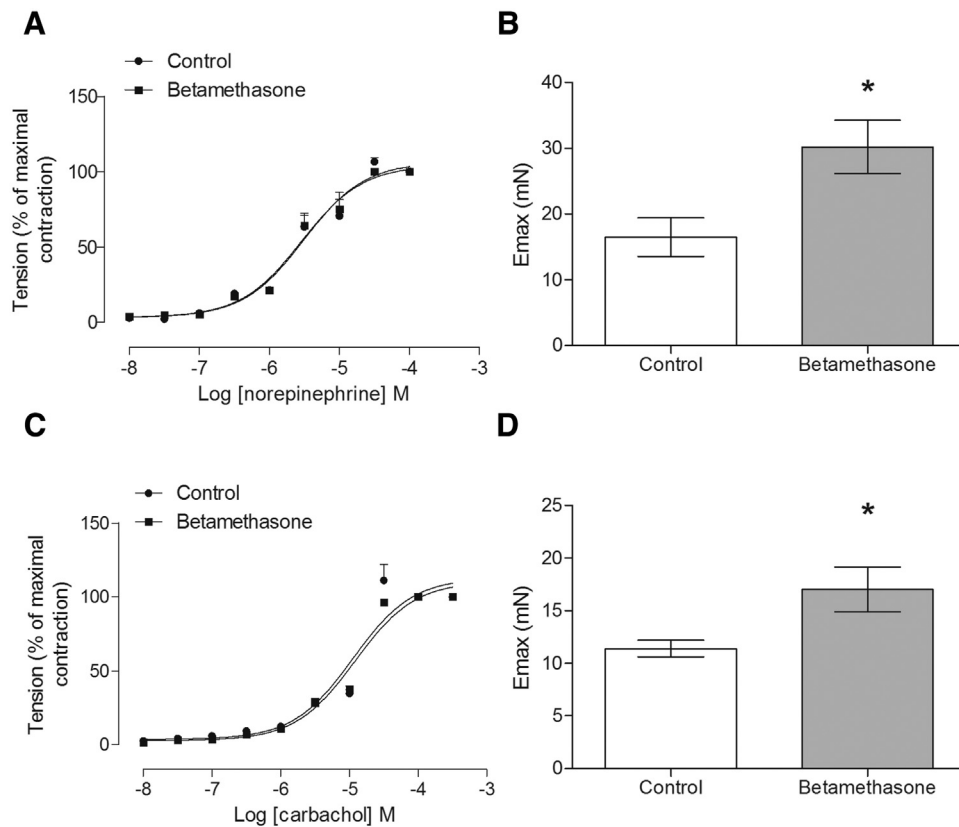 A
Control
Betamethasone
150
100
50
0
Tension (% of maximal
contraction)
-8
-7
-6
-5
-4
-3
Log [norepinephrine] M
B
*
40
30
20
10
0
Emax (mN)
Control
Betamethasone
C
Control
Betamethasone
150
100
50
0
Tension (% of maximal
contraction)
-8
-7
-6
-5
-4
-3
Log [carbachol] M
D
*
25
20
15
10
5
0
Emax (mN)
Control
Betamethasone